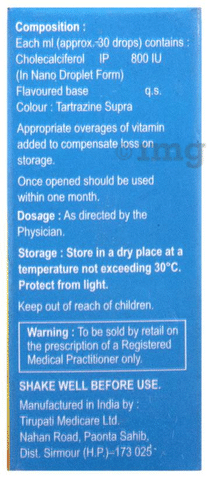 Composition :
Each ml (approx. 30 drops) contains :
Cholecalciferol IP 800 IU
(In Nano Droplet Form)
Flavoured base q.s.
Colour : Tartrazine Supra
Appropriate overages of vitamin
added to compensate loss on
storage.
1mg
Once opened should be used
within one month.
Dosage : As directed by the
Physician.
Storage : Store in a dry place at a
temperature not exceeding 30°C.
Protect from light.
Keep out of reach of children.
Warning : To be sold by retail on
the prescription of a Registered
Medical Practitioner only.
SHAKE WELL BEFORE USE.
Manufactured in India by :
Tirupati Medicare Ltd.
Nahan Road, Paonta Sahib,
Dist. Sirmour (H.P.)–173 025